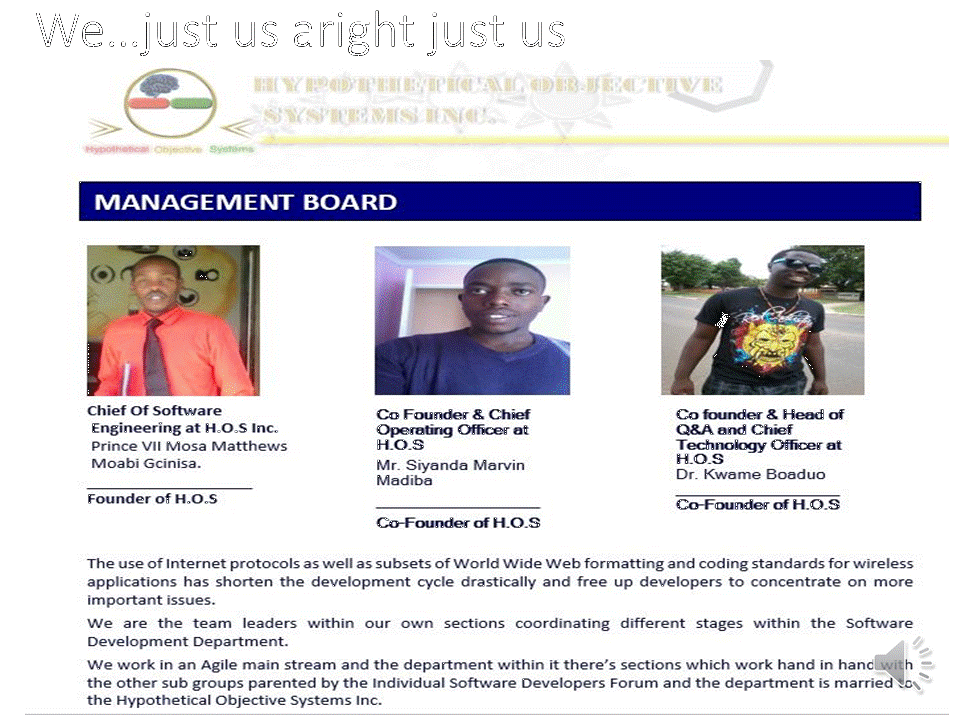 We...just us aright just us
HYPOTHETICAL OBJECTIVE
SYSTEMS INC.
Hypothetical Objective Systems
MANAGEMENT BOARD
Chief Of Software
Engineering at H.O.S Inc.
Prince VII Mosa Matthews
Moabi Gcinisa.
Founder of H.O.S
Co Founder & Chief
Operating Officer at
H.O.S
Mr. Siyanda Marvin
Madiba
Co-Founder of H.O.S
Co founder & Head of
Q&A and Chief
Technology Officer at
H.O.S
Dr. Kwame Boaduo
Co-Founder of H.O.S
The use of Internet protocols as well as subsets of World Wide Web formatting and coding standards for wireless
applications has shorten the development cycle drastically and free up developers to concentrate on more
important issues.
We are the team leaders within our own sections coordinating different stages within the Software
Development Department.
We work in an Agile main stream and the department within it there's sections which work hand in hand with
the other sub groups parented by the Individual Software Developers Forum and the department is married to
the Hypothetical Objective Systems Inc.